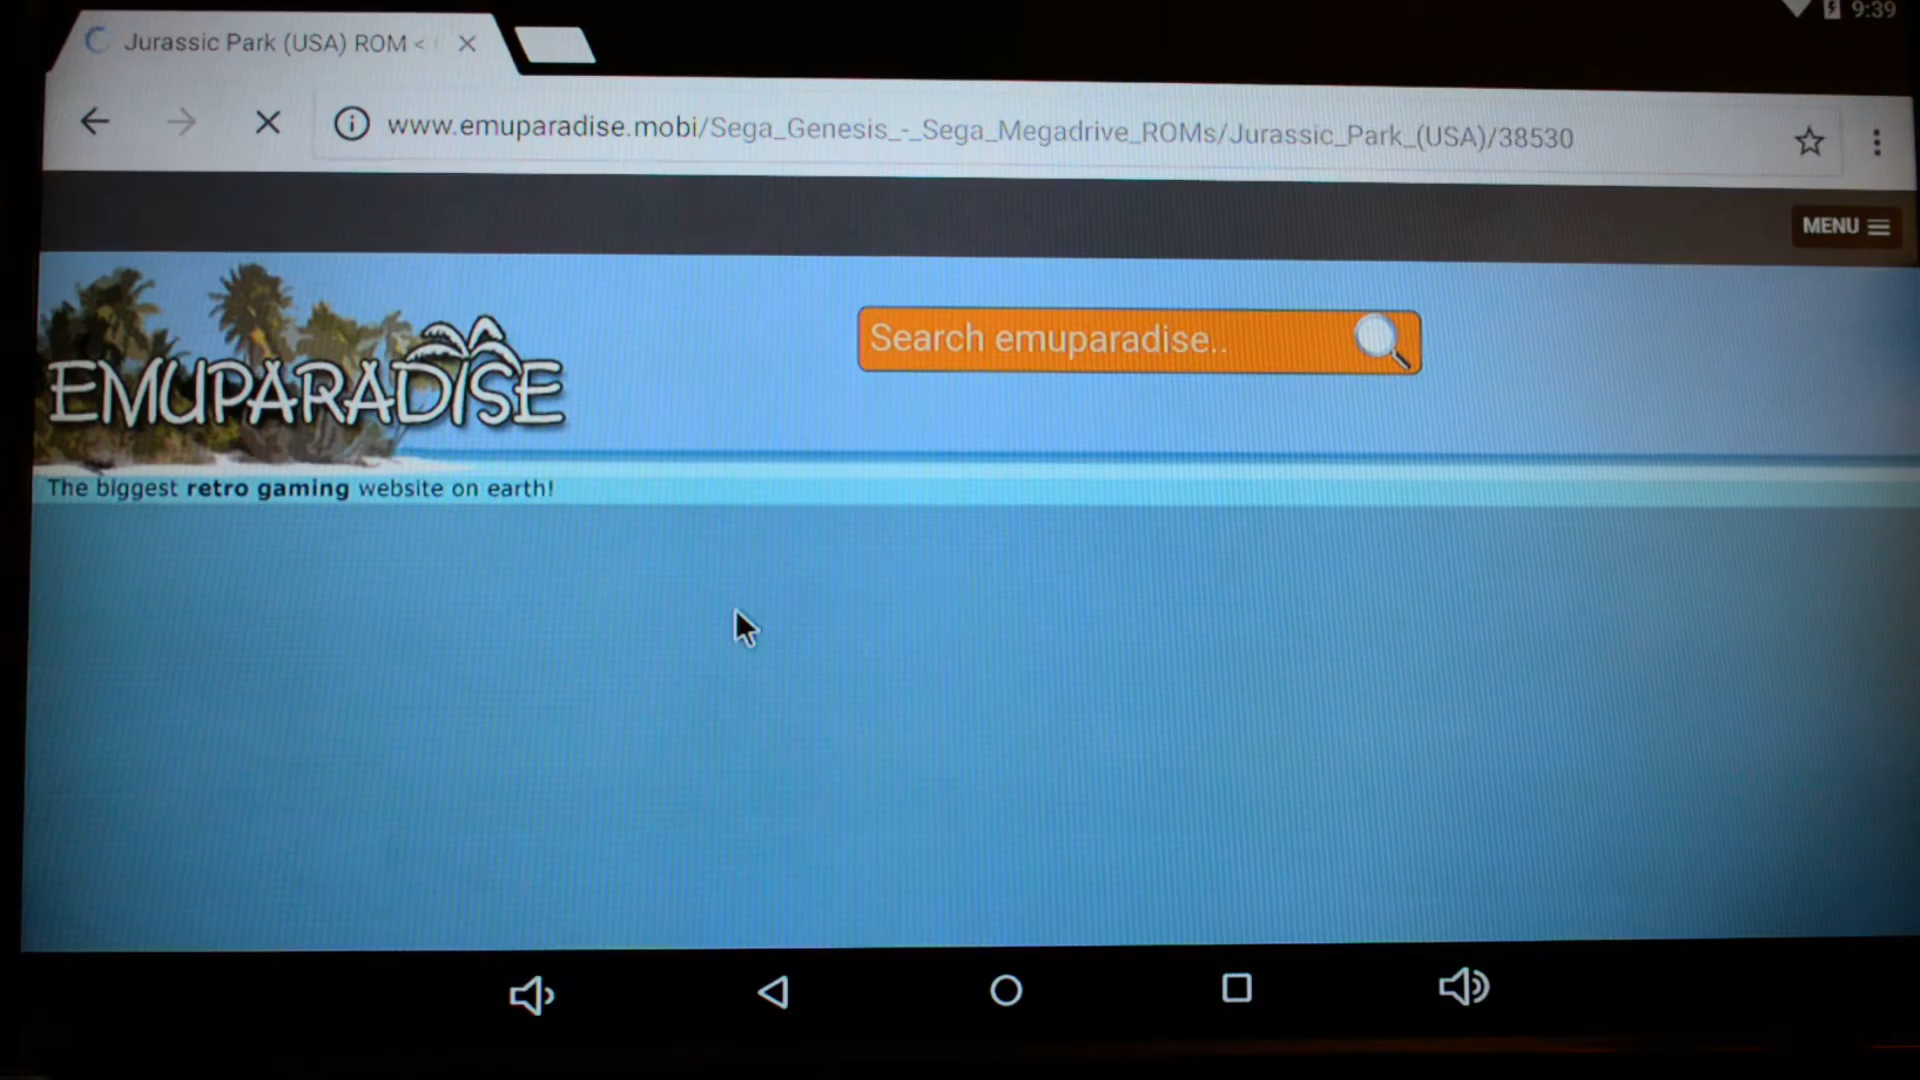 9:39
Jurassic Park (USA) ROM <
www.emuparadise.mobi/Sega_Genesis_-_Sega_Megadrive_ROMs/Jurassic_Park_(USA)/38530
MENU
Search emuparadise..
EMUPARADISE
The biggest retro gaming website on earth!